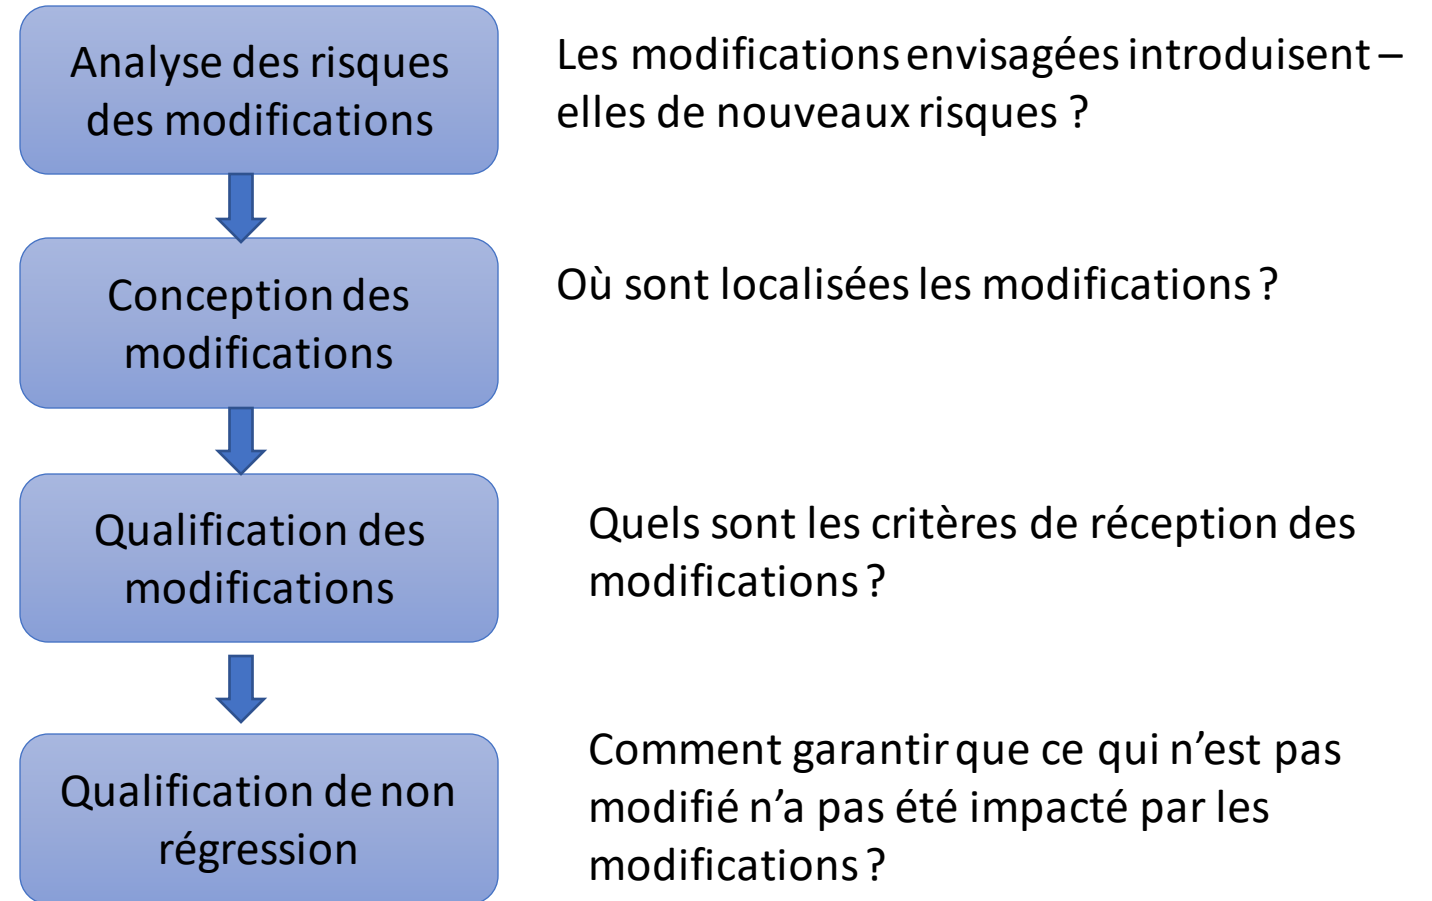 Analyse des risques
des modifications
Les modifications envisagées introduisent –
elles de nouveaux risques ?
Conception des
modifications
Où sont localisées les modifications ?
Qualification des
modifications
Quels sont les critères de réception des
modifications ?
Qualification de non
régression
Comment garantir que ce qui n’est pas
modifié n’a pas été impacté par les
modifications ?